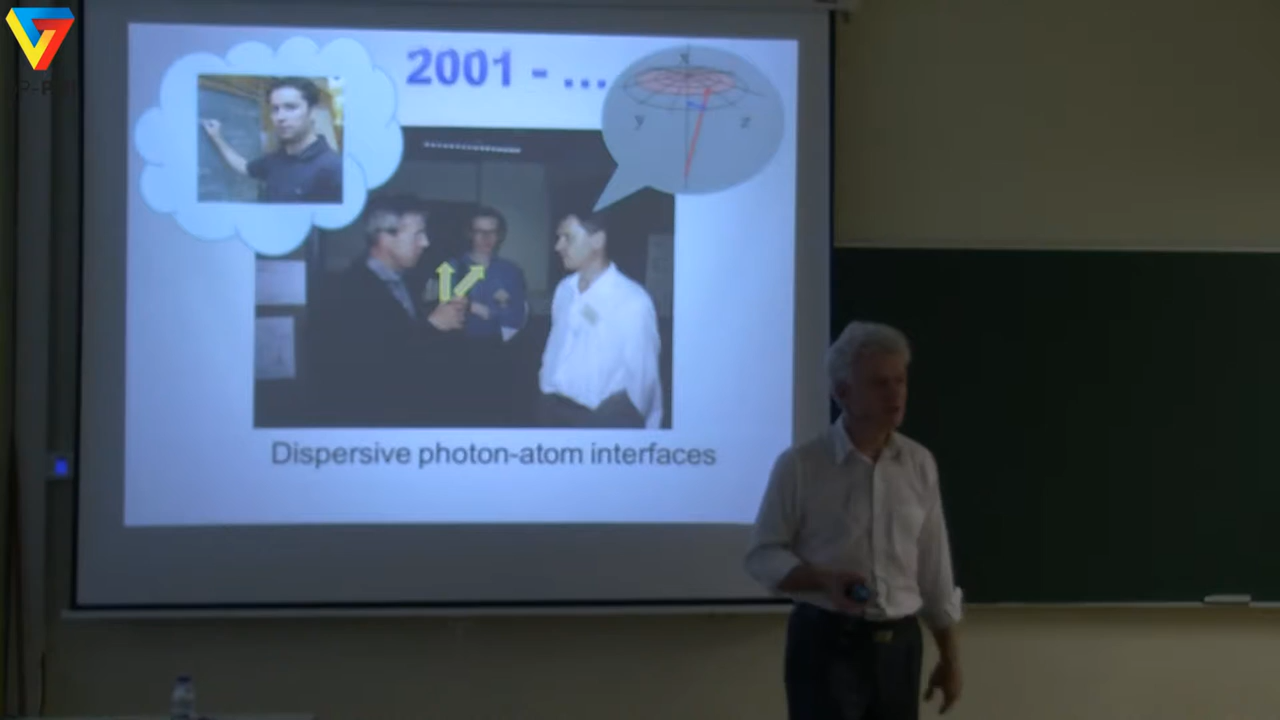 2001 - ...
x
y
z
Dispersive photon-atom interfaces